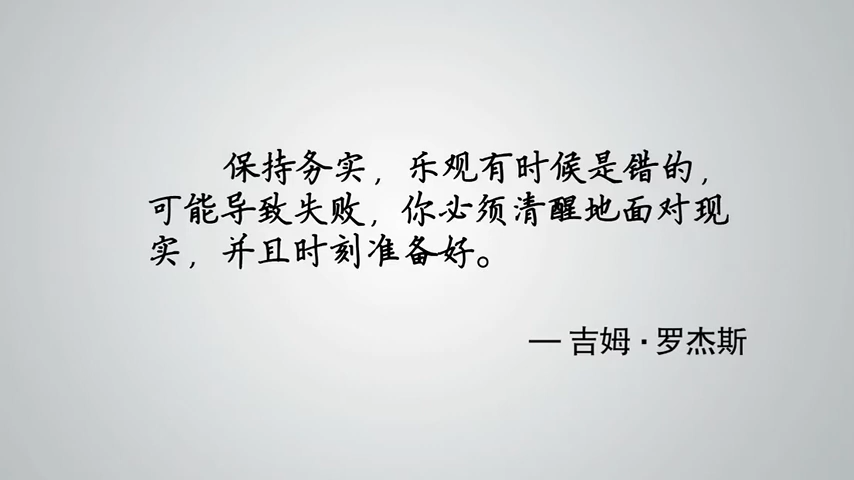 保持务实，乐观有时候是错的，
可能导致失败，你必须清醒地面对现
实，并且时刻准备好。
— 吉姆·罗杰斯